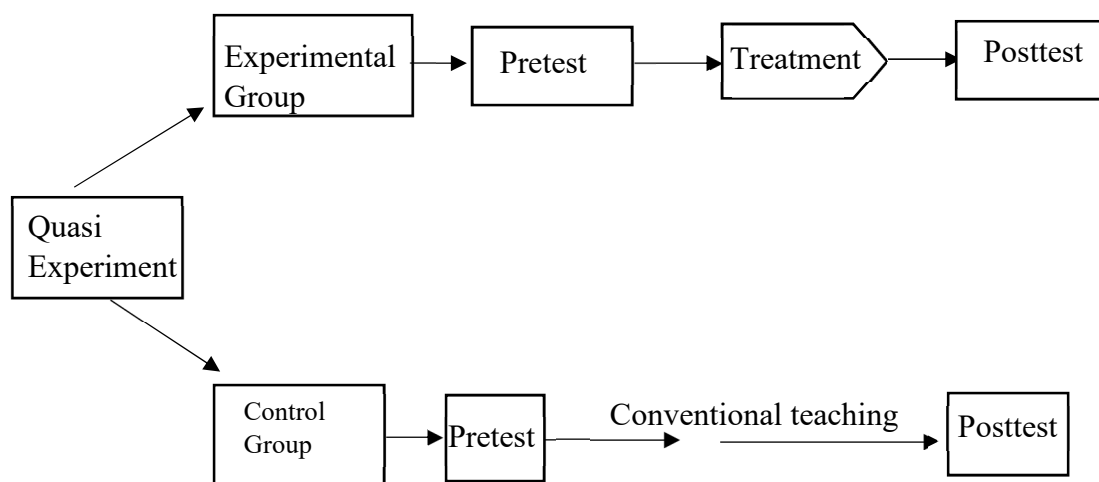 Experimental
Group
Pretest
Treatment
Posttest
Quasi
Experiment
Control
Group
Pretest
Conventional teaching
Posttest